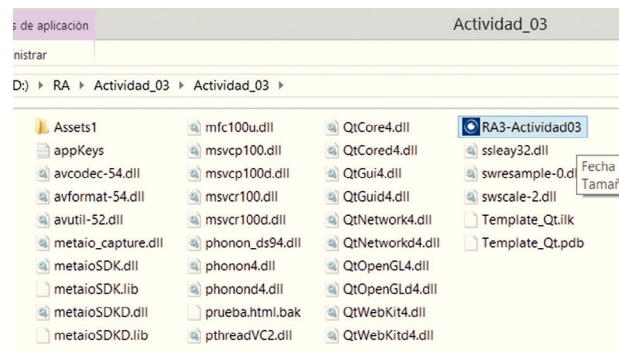 s de aplicación
Actividad_03
nistrar
D:) ▸ RA ▸ Actividad_03 ▸ Actividad_03 ▸
Assets1
appKeys
avcodec-54.dll
avformat-54.dll
avutil-52.dll
metaio_capture.dll
metaioSDK.dll
metaioSDK.lib
metaioSDKD.dll
metaioSDKD.lib
mfc100u.dll
msvcp100.dll
msvcp100d.dll
msvcr100.dll
msvcr100d.dll
phonon_ds94.dll
phonon4.dll
phonond4.dll
prueba.html.bak
pthreadVC2.dll
QtCore4.dll
QtCored4.dll
QtGui4.dll
QtGuid4.dll
QtNetwork4.dll
QtNetworkd4.dll
QtOpenGL4.dll
QtOpenGLd4.dll
QtWebKit4.dll
QtWebKitd4.dll
RA3-Actividad03
ssleay32.dll
swresample-0.d
swscale-2.dll
Template_Qt.ilk
Template_Qt.pdb
Fecha
Tamañ